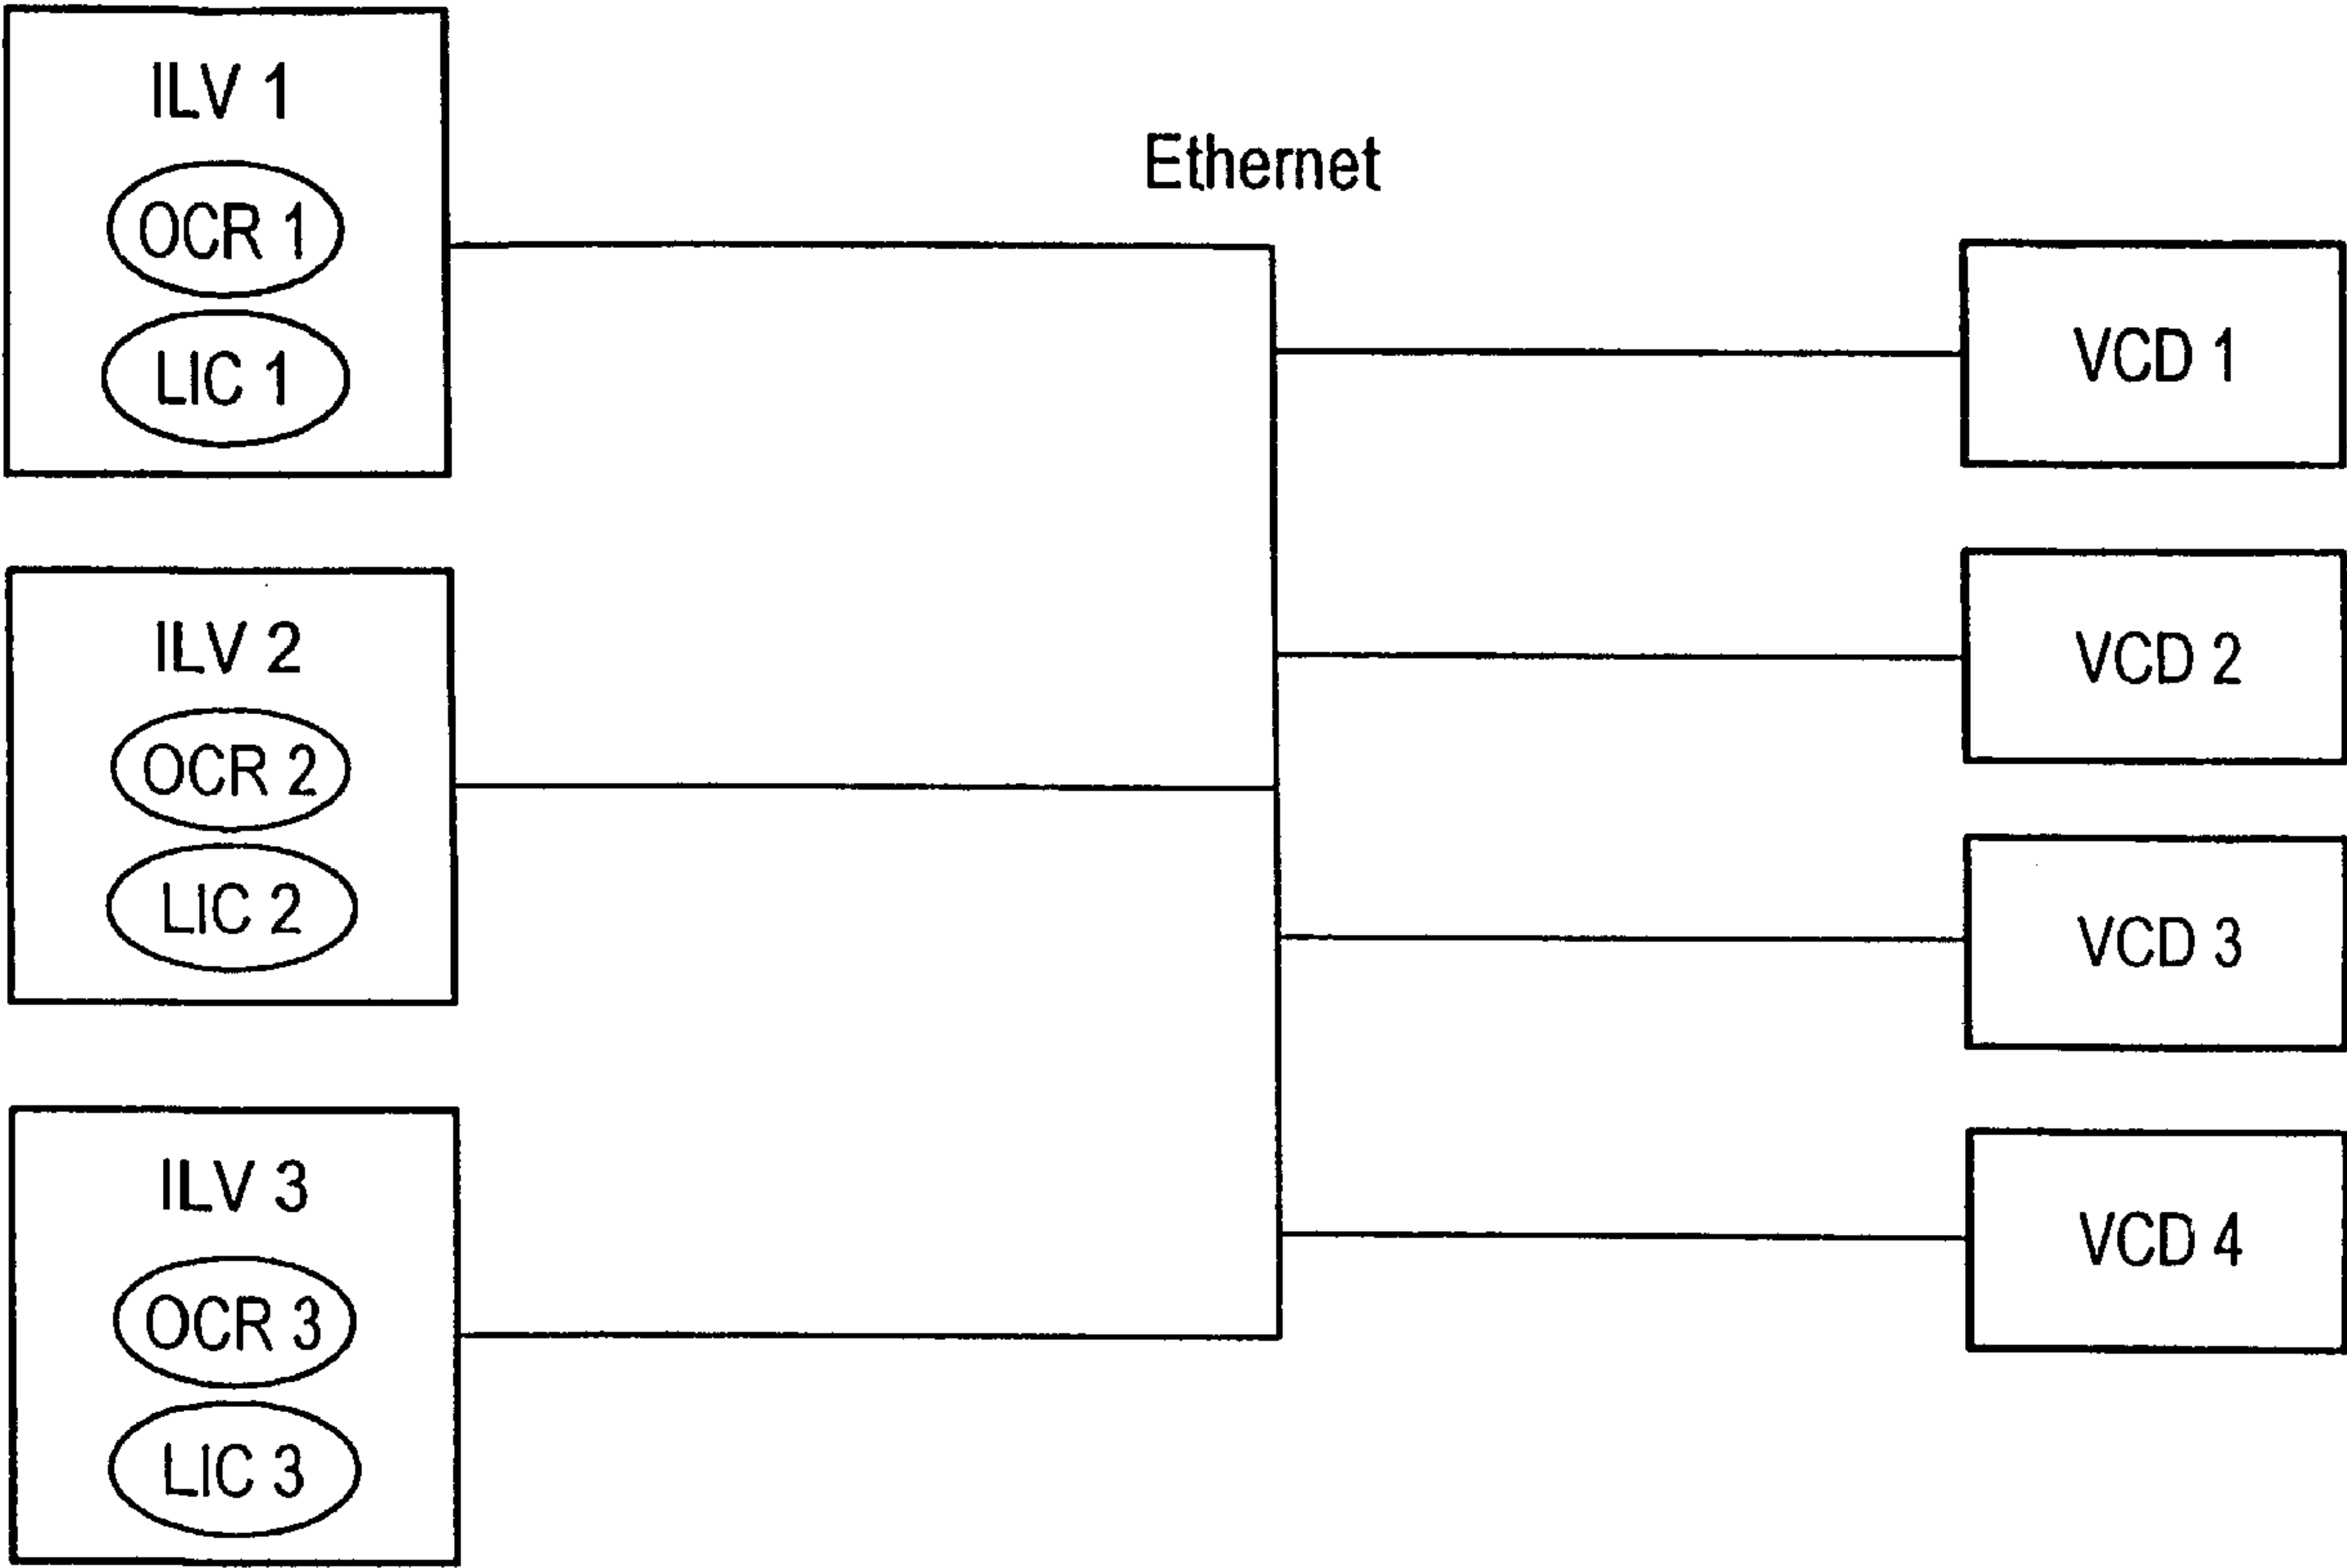 ILV 1
OCR 1
LIC 1
Ethernet
VCD 1
ILV 2
OCR 2
LIC 2
VCD 2
VCD 3
ILV 3
OCR 3
LIC 3
VCD 4